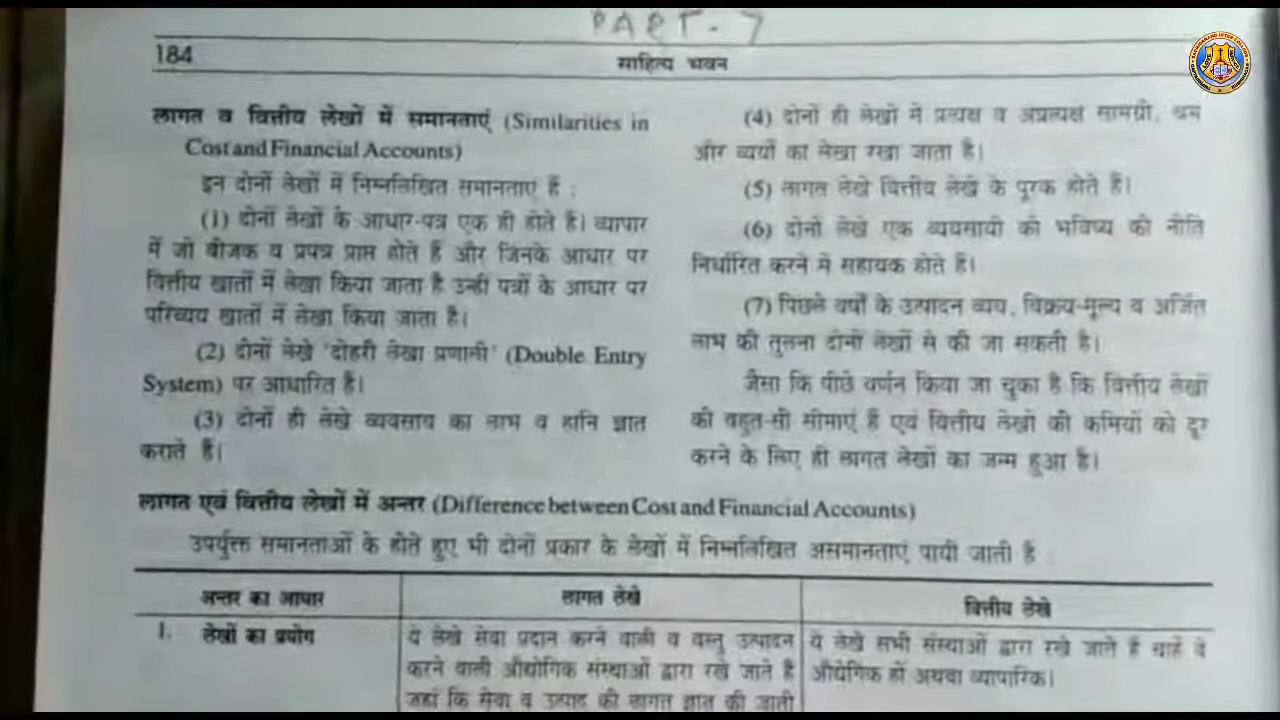 PART-7
184
साहित्य भवन
लागत व वित्तीय लेखों में समानताएं (Similarities in
Cost and Financial Accounts)
इन दोनों लेखों में निम्नलिखित समानताएं हैं :
(1) दोनों लेखों के आधार-पत्र एक ही होते हैं। व्यापार
में जो बीजक व प्रपत्र प्राप्त होते हैं और जिनके आधार पर
वित्तीय खातों में लेखा किया जाता है उन्हीं पत्रों के आधार पर
परिव्यय खातों में लेखा किया जाता है।
(2) दोनों लेखे 'दोहरी लेखा प्रणाली' (Double Entry
System) पर आधारित हैं।
(3) दोनों ही लेखे व्यवसाय का लाभ व हानि ज्ञात
कराते हैं।
(4) दोनों ही लेखों में प्रत्यक्ष व अप्रत्यक्ष सामग्री, श्रम
और व्ययों का लेखा रखा जाता है।
(5) लागत लेखे वित्तीय लेखे के पूरक होते हैं।
(6) दोनों लेखे एक व्यवसायी को भविष्य की नीति
निर्धारित करने में सहायक होते हैं।
(7) पिछले वर्षों के उत्पादन व्यय, विक्रय-मूल्य व अर्जित
लाभ की तुलना दोनों लेखों से की जा सकती है।
जैसा कि पीछे वर्णन किया जा चुका है कि वित्तीय लेखों
की बहुत-सी सीमाएं हैं एवं वित्तीय लेखों की कमियों को दूर
करने के लिए ही लागत लेखों का जन्म हुआ है।
लागत एवं वित्तीय लेखों में अन्तर (Difference between Cost and Financial Accounts)
उपर्युक्त समानताओं के होते हुए भी दोनों प्रकार के लेखों में निम्नलिखित असमानताएं पायी जाती हैं
अन्तर का आधार
लागत लेखे
वित्तीय लेखे
1. लेखों का प्रयोग
ये लेखे सेवा प्रदान करने वाली व वस्तु उत्पादन
करने वाली औद्योगिक संस्थाओं द्वारा रखे जाते हैं
जहां कि सेवा व उत्पाद की लागत ज्ञात की जाती
ये लेखे सभी संस्थाओं द्वारा रखे जाते हैं चाहे वे
औद्योगिक हों अथवा व्यापारिक।